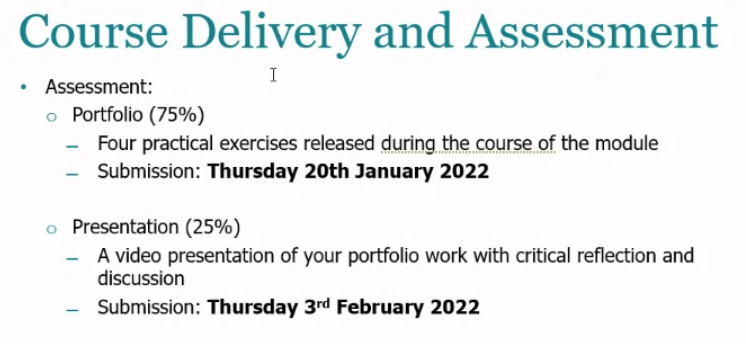 Course Delivery and Assessment
• Assessment:
o Portfolio (75%)
– Four practical exercises released during the course of the module
– Submission: Thursday 20th January 2022
o Presentation (25%)
– A video presentation of your portfolio work with critical reflection and
discussion
– Submission: Thursday 3rd February 2022